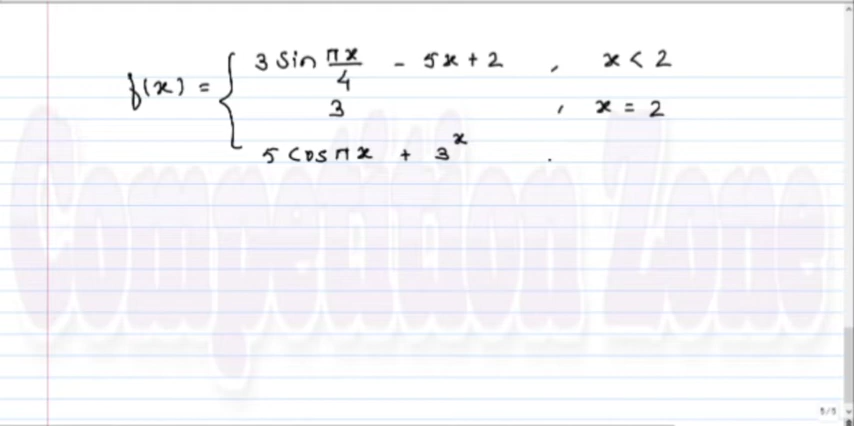 f(x) = { 3 sin πx/4 - 5x + 2 , x < 2
3 , x = 2
5 cos πx + 3^x .
Competition Zone
5/5